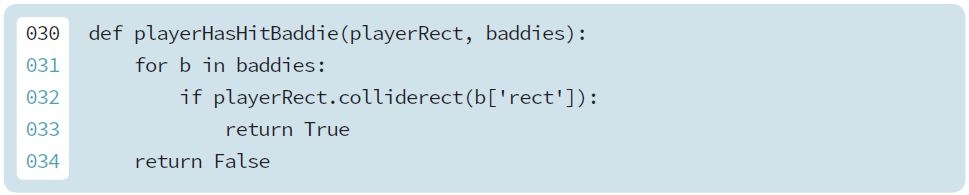 030 def playerHasHitBaddie(playerRect, baddies):
031     for b in baddies:
032         if playerRect.colliderect(b['rect']):
033             return True
034     return False